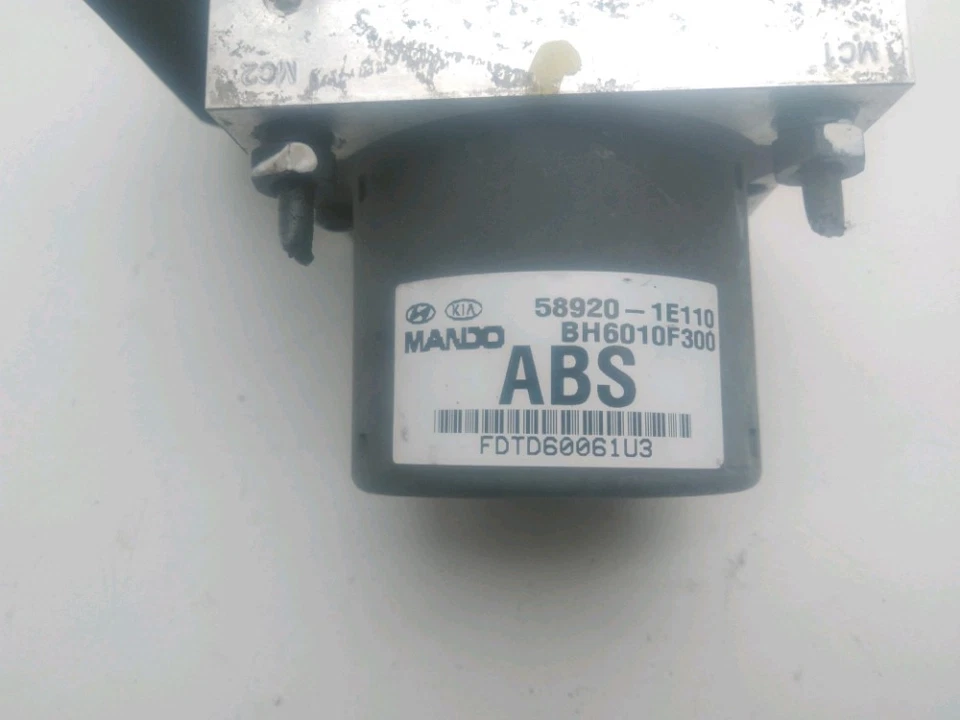 MC2 MC1
KIA 58920-1E110
MANDO BH6010F300
ABS
FDTD60061U3